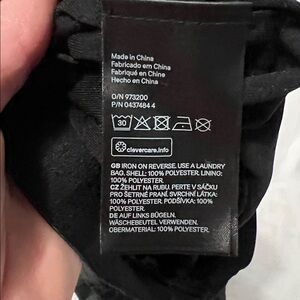 Made in China
Fabricado em China
Fabriqué en Chine
Hecho en China
O/N 973200
P/N 0437484 4
30
clevercare.info
GB IRON ON REVERSE. USE A LAUNDRY
BAG. SHELL: 100% POLYESTER. LINING:
100% POLYESTER.
CZ ŽEHLIT NA RUBU. PERTE V SÁČKU
PRO ŠETRNÉ PRANÍ. SVRCHNÍ LÁTKA:
100% POLYESTER. PODŠÍVKA: 100%
POLYESTER.
DE AUF LINKS BÜGELN.
WÄSCHEBEUTEL VERWENDEN.
OBERMATERIAL: 100% POLYESTER.